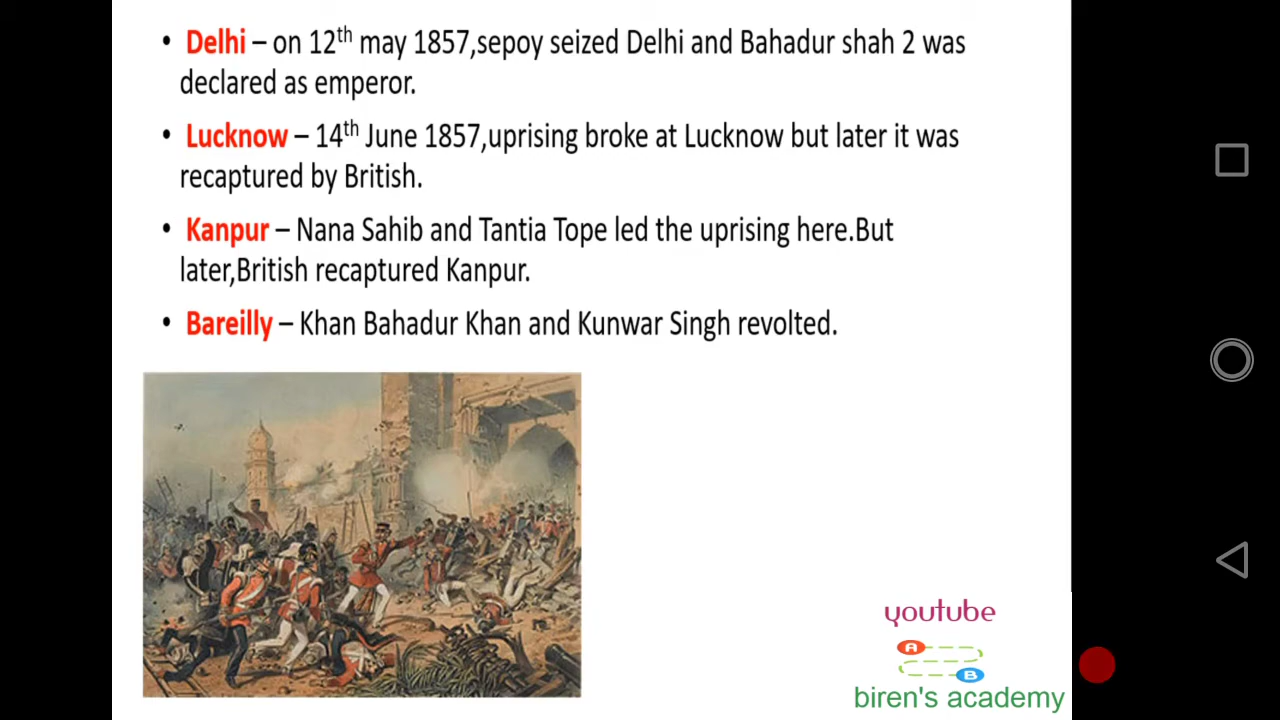 • Delhi – on 12th may 1857,sepoy seized Delhi and Bahadur shah 2 was
declared as emperor.
• Lucknow – 14th June 1857,uprising broke at Lucknow but later it was
recaptured by British.
• Kanpur – Nana Sahib and Tantia Tope led the uprising here.But
later,British recaptured Kanpur.
• Bareilly – Khan Bahadur Khan and Kunwar Singh revolted.
youtube
A
B
biren's academy